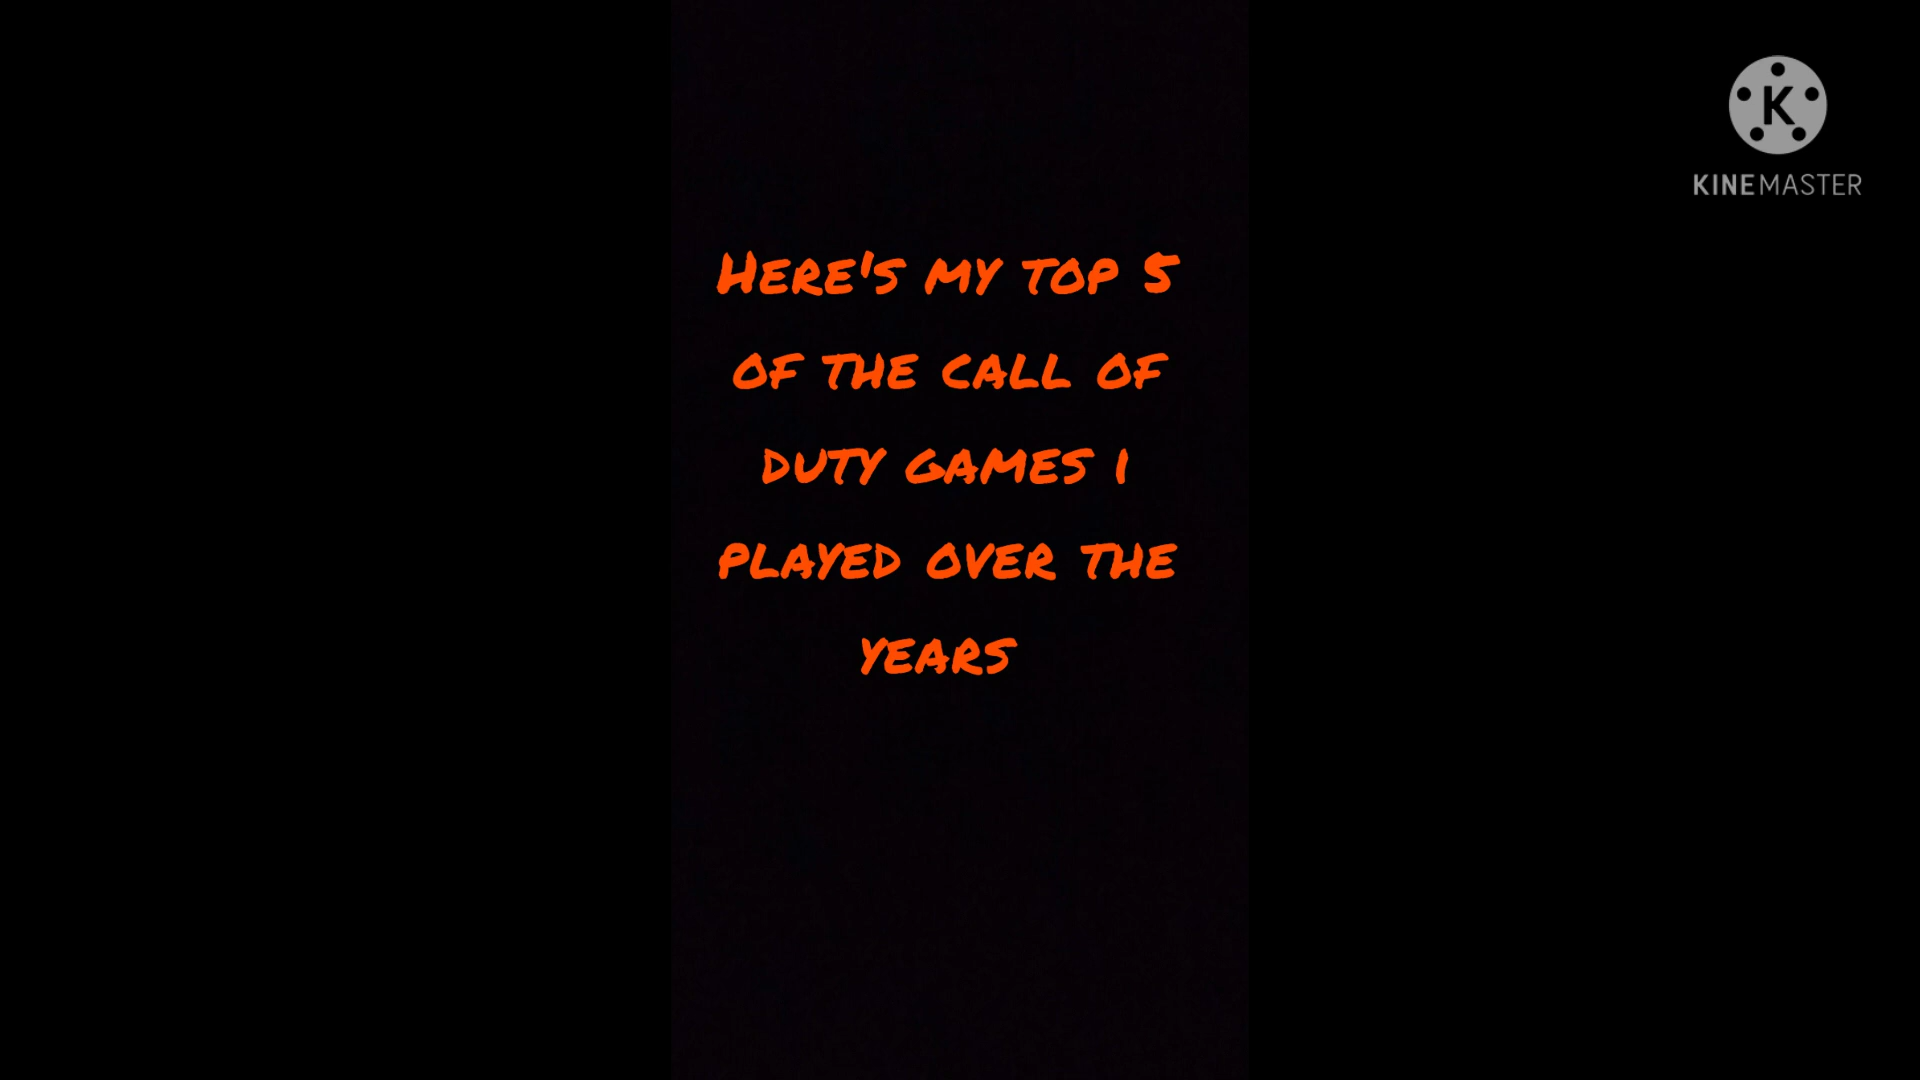 K
KINEMASTER
Here's my top 5
of the call of
duty games i
played over the
years